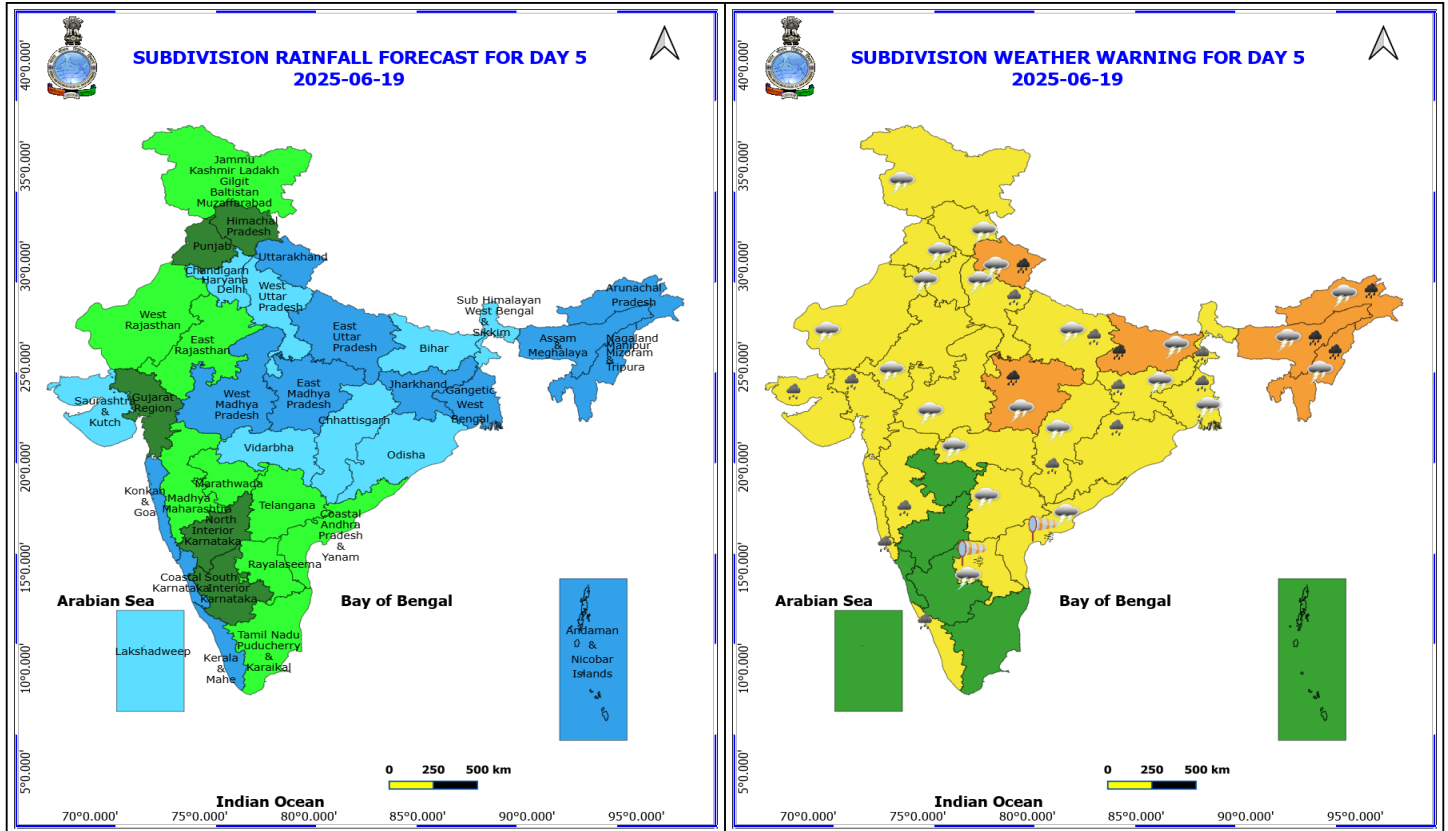 SUBDIVISION RAINFALL FORECAST FOR DAY 5
2025-06-19
40°0.000'
35°0.000'
30°0.000'
25°0.000'
20°0.000'
15°0.000'
10°0.000'
5°0.000'
Jammu
Kashmir Ladakh
Gilgit
Baltistan
Muzaffarabad
Himachal
Pradesh
Punjab
Uttarakhand
Chandigarh
Haryana
Delhi
West
Uttar
Pradesh
West
Rajasthan
East
Rajasthan
East
Uttar
Pradesh
Bihar
Sub Himalayan
West Bengal
&
Sikkim
Arunachal
Pradesh
Assam
&
Meghalaya
Nagaland
Manipur
Mizoram
&
Tripura
Saurashtra
&
Kutch
Gujarat
Region
West
Madhya
Pradesh
East
Madhya
Pradesh
Jharkhand
Gangetic
West
Bengal
Chhattisgarh
Vidarbha
Odisha
Konkan
&
Goa
Madhya
Maharashtra
Marathwada
Telangana
North
Interior
Karnataka
Coastal
Andhra
Pradesh
&
Yanam
Rayalaseema
Coastal
Karnataka
South
Interior
Karnataka
Tamil Nadu
Puducherry
&
Karaikal
Kerala
&
Mahe
Lakshadweep
Andaman
&
Nicobar
Islands
Arabian Sea
Bay of Bengal
Indian Ocean
0 250 500 km
70°0.000' 75°0.000' 80°0.000' 85°0.000' 90°0.000' 95°0.000'
SUBDIVISION WEATHER WARNING FOR DAY 5
2025-06-19
40°0.000'
35°0.000'
30°0.000'
25°0.000'
20°0.000'
15°0.000'
10°0.000'
5°0.000'
Arabian Sea
Bay of Bengal
Indian Ocean
0 250 500 km
70°0.000' 75°0.000' 80°0.000' 85°0.000' 90°0.000' 95°0.000'